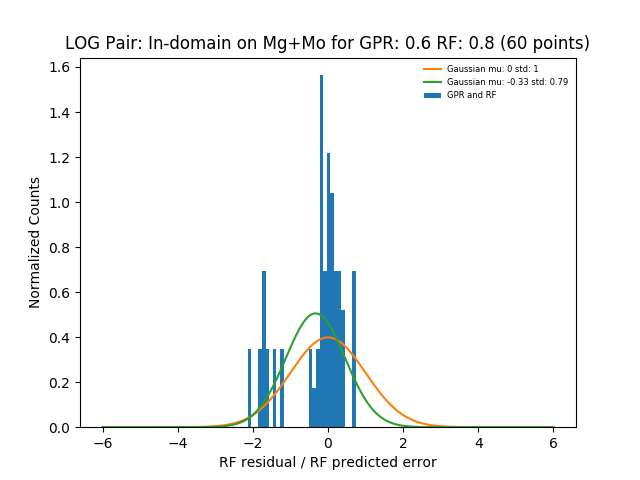 LOG Pair: In-domain on Mg+Mo for GPR: 0.6 RF: 0.8 (60 points)
Gaussian mu: 0 std: 1
Gaussian mu: -0.33 std: 0.79
GPR and RF
Normalized Counts
1.6
1.4
1.2
1.0
0.8
0.6
0.4
0.2
0.0
−6
−4
−2
0
2
4
6
RF residual / RF predicted error